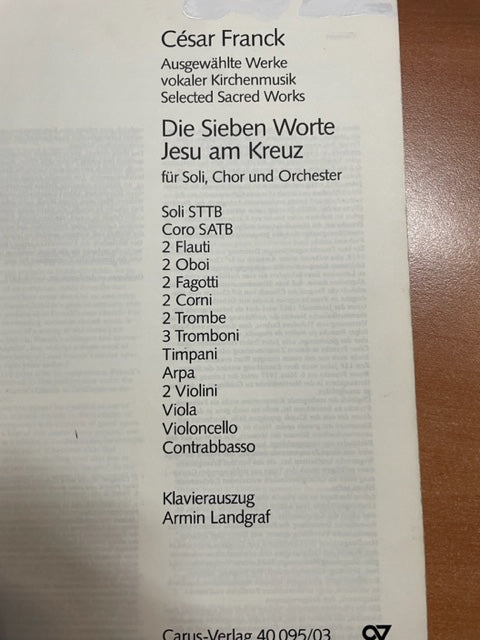 César Franck
Ausgewählte Werke
vokaler Kirchenmusik
Selected Sacred Works
Die Sieben Worte
Jesu am Kreuz
für Soli, Chor und Orchester
Soli STTB
Coro SATB
2 Flauti
2 Oboi
2 Fagotti
2 Corni
2 Trombe
3 Tromboni
Timpani
Arpa
2 Violini
Viola
Violoncello
Contrabbasso
Klavierauszug
Armin Landgraf
Carus-Verlag 40.095/03